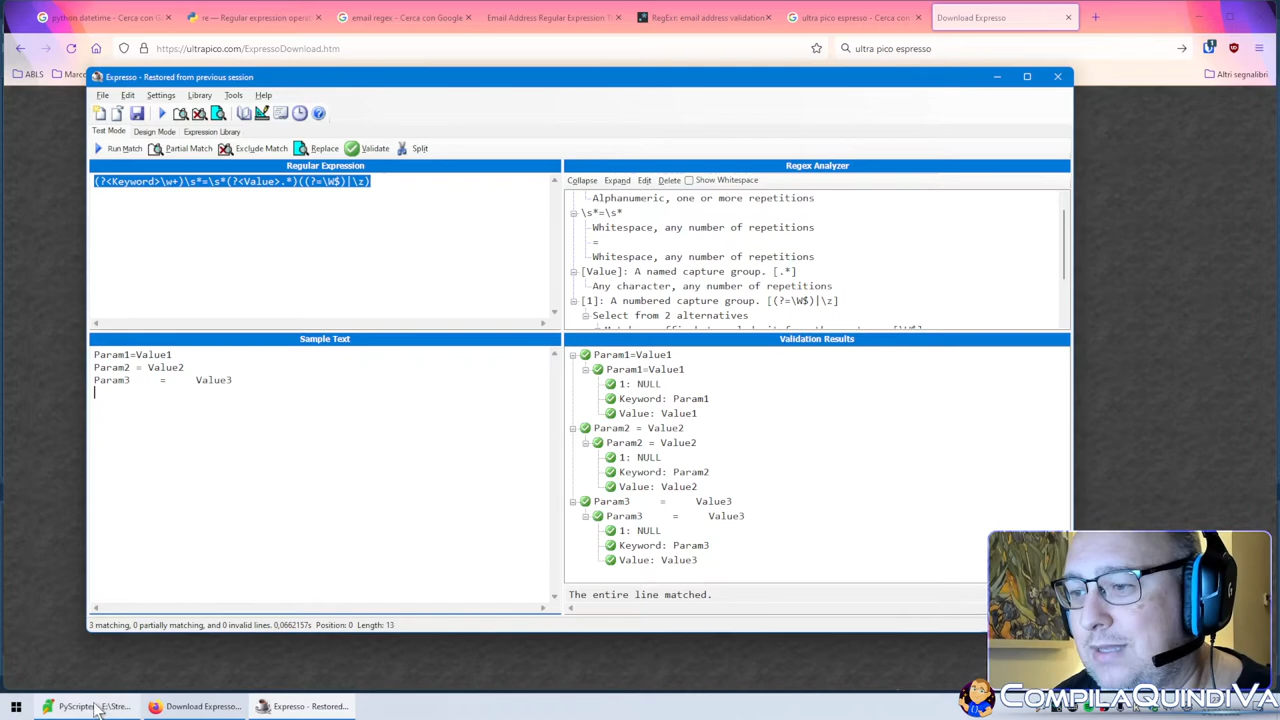 python datetime - Cerca con G
re — Regular expression operat
email regex - Cerca con Google
Email Address Regular Expression T
RegExr: email address validation
ultra pico espresso - Cerca con
Download Expresso
https://ultrapico.com/ExpressoDownload.htm
ultra pico espresso
ABLS
Marco
Altri segnalibri
Expresso - Restored from previous session
File Edit Settings Library Tools Help
Test Mode Design Mode Expression Library
Run Match Partial Match Exclude Match Replace Validate Split
Regular Expression
(?<Keyword>\w+)\s*=\s*(?<Value>.*)((?=\W$)|\z)
Regex Analyzer
Collapse Expand Edit Delete Show Whitespace
Alphanumeric, one or more repetitions
\s*=\s*
Whitespace, any number of repetitions
=
Whitespace, any number of repetitions
[Value]: A named capture group. [.*]
Any character, any number of repetitions
[1]: A numbered capture group. [(?=\W$)|\z]
Select from 2 alternatives
Sample Text
Param1=Value1
Param2 = Value2
Param3 = Value3
Validation Results
Param1=Value1
Param1=Value1
1: NULL
Keyword: Param1
Value: Value1
Param2 = Value2
Param2 = Value2
1: NULL
Keyword: Param2
Value: Value2
Param3 = Value3
Param3 = Value3
1: NULL
Keyword: Param3
Value: Value3
The entire line matched.
3 matching, 0 partially matching, and 0 invalid lines. 0,0662157s Position: 0 Length: 13
PyScripter E:\Stre...
Download Expresso...
Expresso - Restored...
COMPILAQUINDIVA